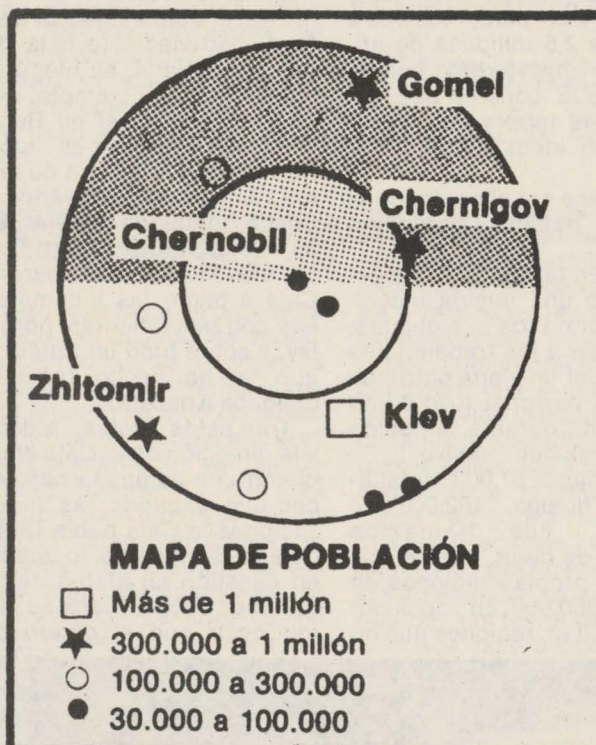 Gomel
Chernigov
Chernobil
Zhitomir
Kiev
MAPA DE POBLACIÓN
Más de 1 millón
300.000 a 1 millón
100.000 a 300.000
30.000 a 100.000